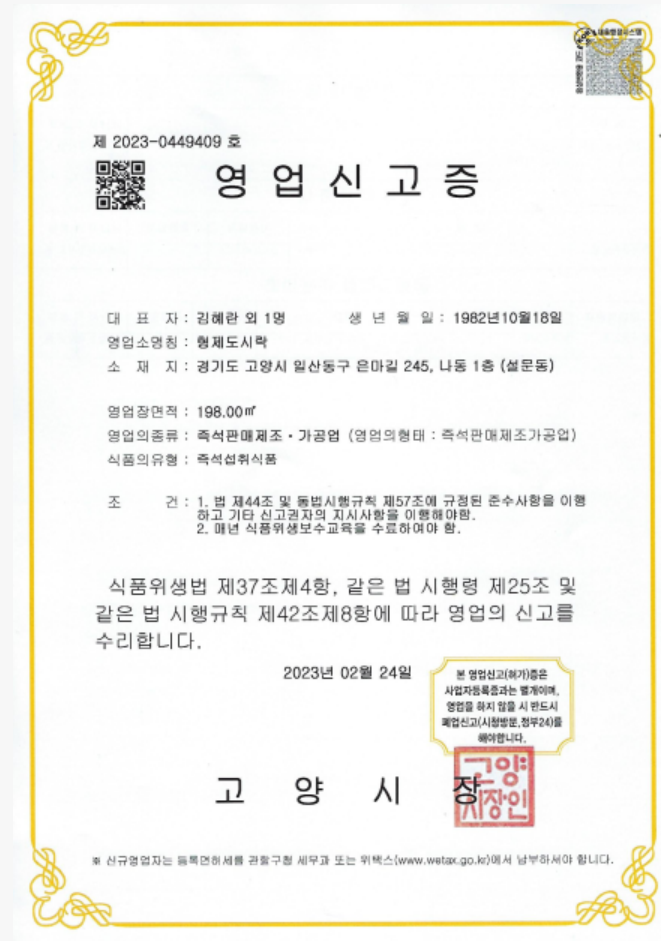 제 2023-0449409 호
영업신고증
대 표 자 : 김혜란 외 1명 생 년 월 일 : 1982년10월18일
영업소명칭 : 형제도시락
소 재 지 : 경기도 고양시 일산동구 은마길 245, 나동 1층 (설문동)
영업장면적 : 198.00㎡
영업의종류 : 즉석판매제조·가공업 (영업의형태 : 즉석판매제조가공업)
식품의유형 : 즉석섭취식품
조 건 : 1. 법 제44조 및 동법시행규칙 제57조에 규정된 준수사항을 이행
하고 기타 신고권자의 지시사항을 이행해야함.
2. 매년 식품위생보수교육을 수료하여야 함.
식품위생법 제37조제4항, 같은 법 시행령 제25조 및
같은 법 시행규칙 제42조제8항에 따라 영업의 신고를
수리합니다.
2023년 02월 24일
본 영업신고(허가)증은
사업자등록증과는 별개이며,
영업을 하지 않을 시 반드시
폐업신고(시청방문,정부24)를
해야합니다.
고 양 시 장
고양
시장인
※ 신규영업자는 등록면허세를 관할구청 세무과 또는 위택스(www.wetax.go.kr)에서 납부하셔야 합니다.